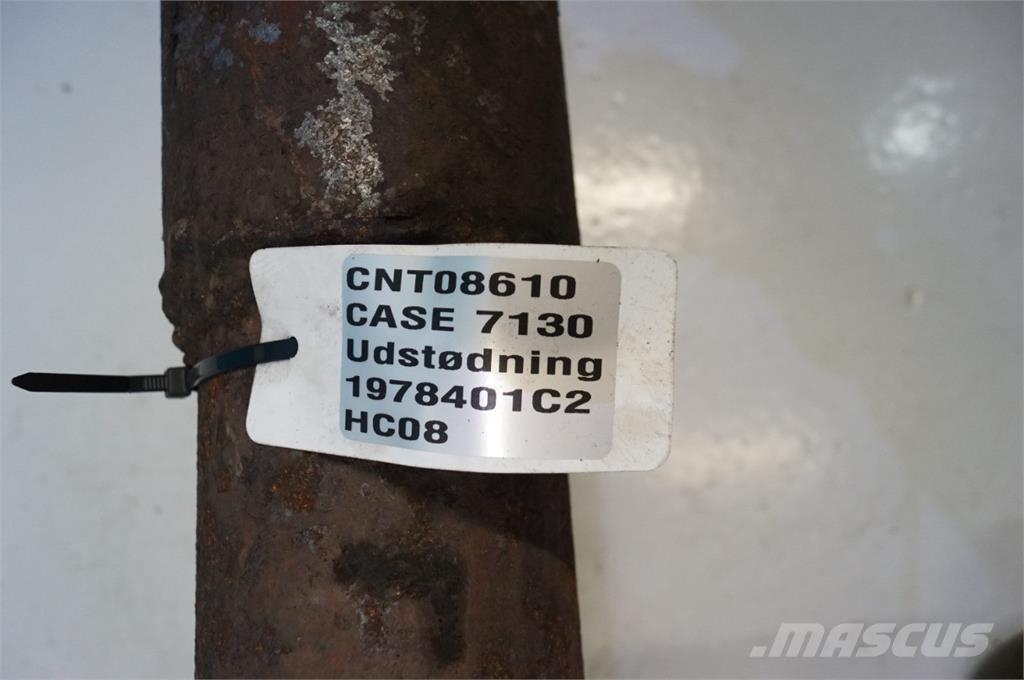 CNT08610
CASE 7130
Udstødning
1978401C2
HC08
.MASCUS